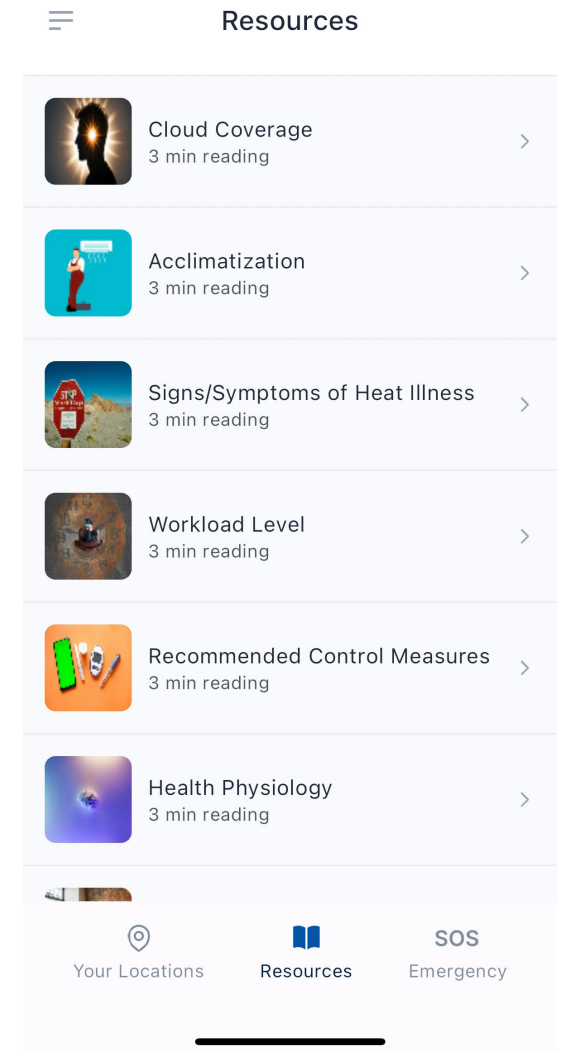 Resources
Cloud Coverage
3 min reading
Acclimatization
3 min reading
STOP
Signs/Symptoms of Heat Illness
3 min reading
Workload Level
3 min reading
Recommended Control Measures
3 min reading
Health Physiology
3 min reading
SOS
Your Locations
Resources
Emergency